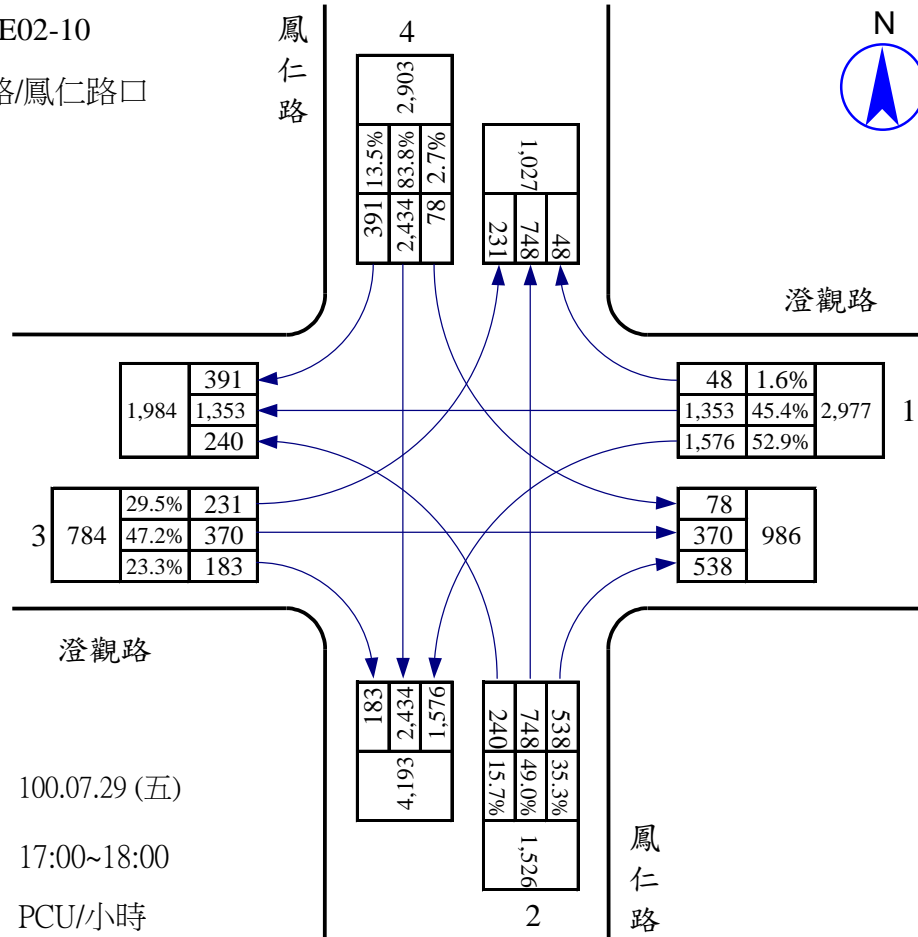 E02-10
路/鳳仁路口
鳳仁路
4
N
2,903
13.5% 83.8% 2.7%
391 2,434 78
1,027
231 748 48
澄觀路
1,984
391
1,353
240
48 1.6%
1,353 45.4%
1,576 52.9%
2,977
1
3
784
29.5% 231
47.2% 370
23.3% 183
78
370
538
986
澄觀路
183 2,434 1,576
4,193
240 748 538
15.7% 49.0% 35.3%
1,526
2
鳳仁路
100.07.29 (五)
17:00~18:00
PCU/小時